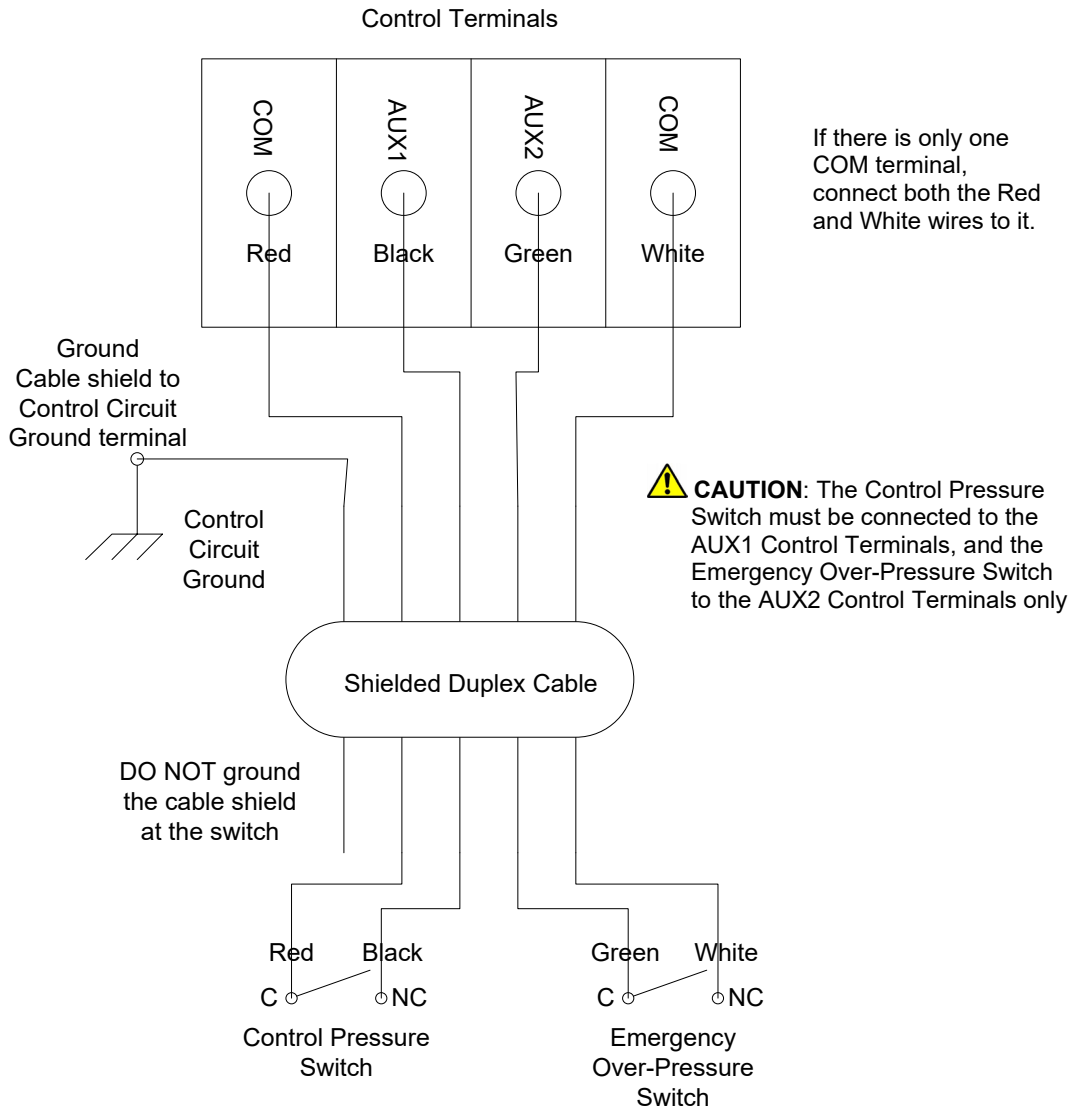 Control Terminals
COM
AUX1
AUX2
COM
Red
Black
Green
White
If there is only one
COM terminal,
connect both the Red
and White wires to it.
Ground
Cable shield to
Control Circuit
Ground terminal
Control
Circuit
Ground
CAUTION: The Control Pressure
Switch must be connected to the
AUX1 Control Terminals, and the
Emergency Over-Pressure Switch
to the AUX2 Control Terminals only
Shielded Duplex Cable
DO NOT ground
the cable shield
at the switch
Red
Black
C
NC
Control Pressure
Switch
Green
White
C
NC
Emergency
Over-Pressure
Switch